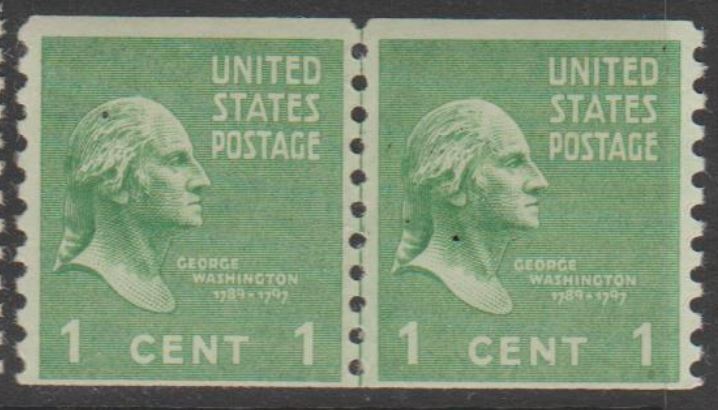 UNITED
STATES
POSTAGE
GEORGE
WASHINGTON
1789-1797
1 CENT 1
UNITED
STATES
POSTAGE
GEORGE
WASHINGTON
1789-1797
1 CENT 1